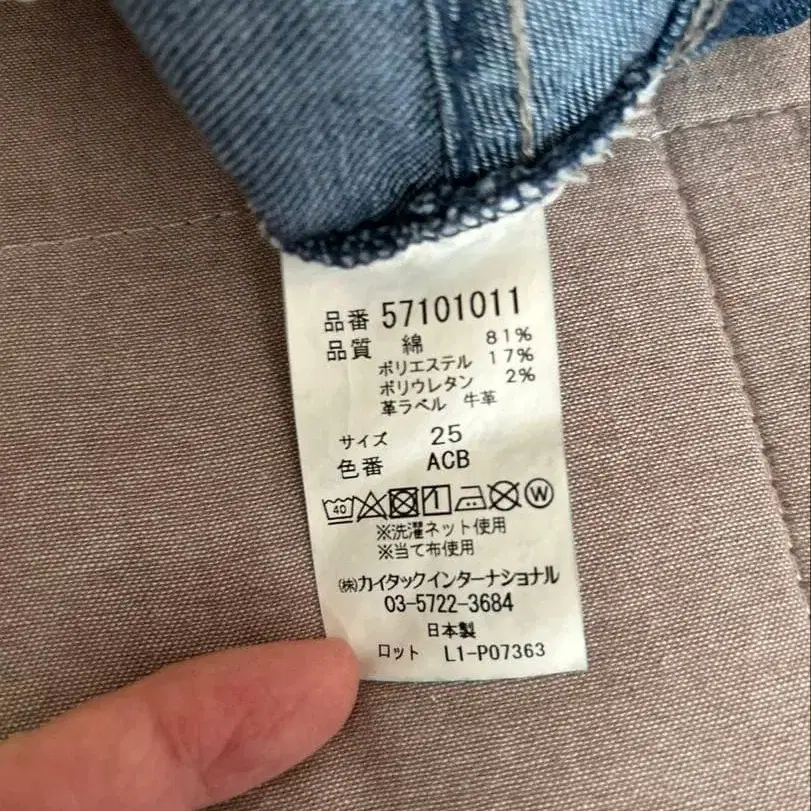 品番 57101011
品質 綿 81%
ポリエステル 17%
ポリウレタン 2%
革ラベル 牛革
サイズ 25
色番 ACB
40 W
※洗濯ネット使用
※当て布使用
㈱カイタックインターナショナル
03-5722-3684
日本製
ロット L1-P07363